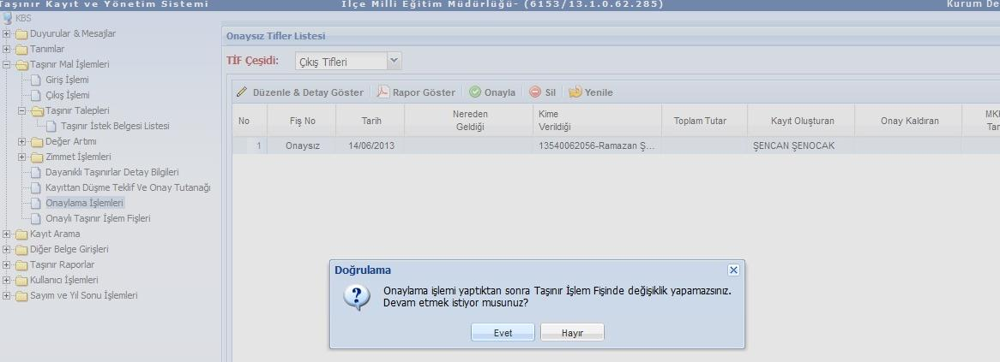 Taşınır Kayıt ve Yönetim Sistemi
İlçe Milli Eğitim Müdürlüğü- (6153/13.1.0.62.285)
Kurum De
KBS
Duyurular & Mesajlar
Tanımlar
Taşınır Mal İşlemleri
Giriş İşlemi
Çıkış İşlemi
Taşınır Talepleri
Taşınır İstek Belgesi Listesi
Değer Artımı
Zimmet İşlemleri
Dayanıklı Taşınırlar Detay Bilgileri
Kayıttan Düşme Teklif Ve Onay Tutanağı
Onaylama İşlemleri
Onaylı Taşınır İşlem Fişleri
Kayıt Arama
Diğer Belge Girişleri
Taşınır Raporlar
Kullanıcı İşlemleri
Sayım ve Yıl Sonu İşlemleri
Onaysız Tifler Listesi
TİF Çeşidi: Çıkış Tifleri
Düzenle & Detay Göster Rapor Göster Onayla Sil Yenile
No Fiş No Tarih Nereden Geldiği Kime Verildiği Toplam Tutar Kayıt Oluşturan Onay Kaldıran MKK Tar
1 Onaysız 14/06/2013 13540062056-Ramazan Ş... ŞENCAN ŞENOCAK
Doğrulama
Onaylama işlemi yaptıktan sonra Taşınır İşlem Fişinde değişiklik yapamazsınız.
Devam etmek istiyor musunuz?
Evet Hayır